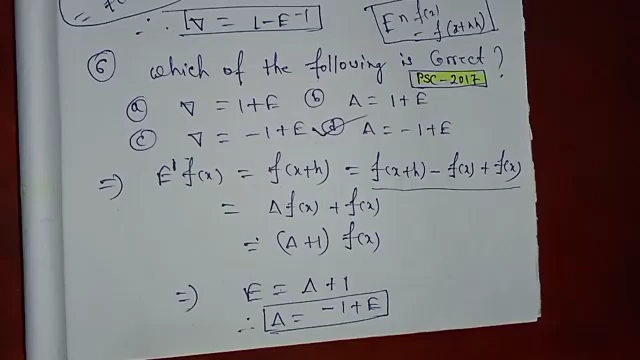 ∴ ∇ = 1-E⁻¹
Eⁿ f(x)
= f(x+nh)
⑥ which of the following is Correct?
PSC-2017
ⓐ ∇ = 1+E ⓑ Δ = 1+E
ⓒ ∇ = -1+E ✓ⓓ Δ = -1+E
⇒ E¹f(x) = f(x+h) = f(x+h) - f(x) + f(x)
= Δf(x) + f(x)
= (Δ+1) f(x)
⇒ E = Δ+1
∴ Δ = -1+E